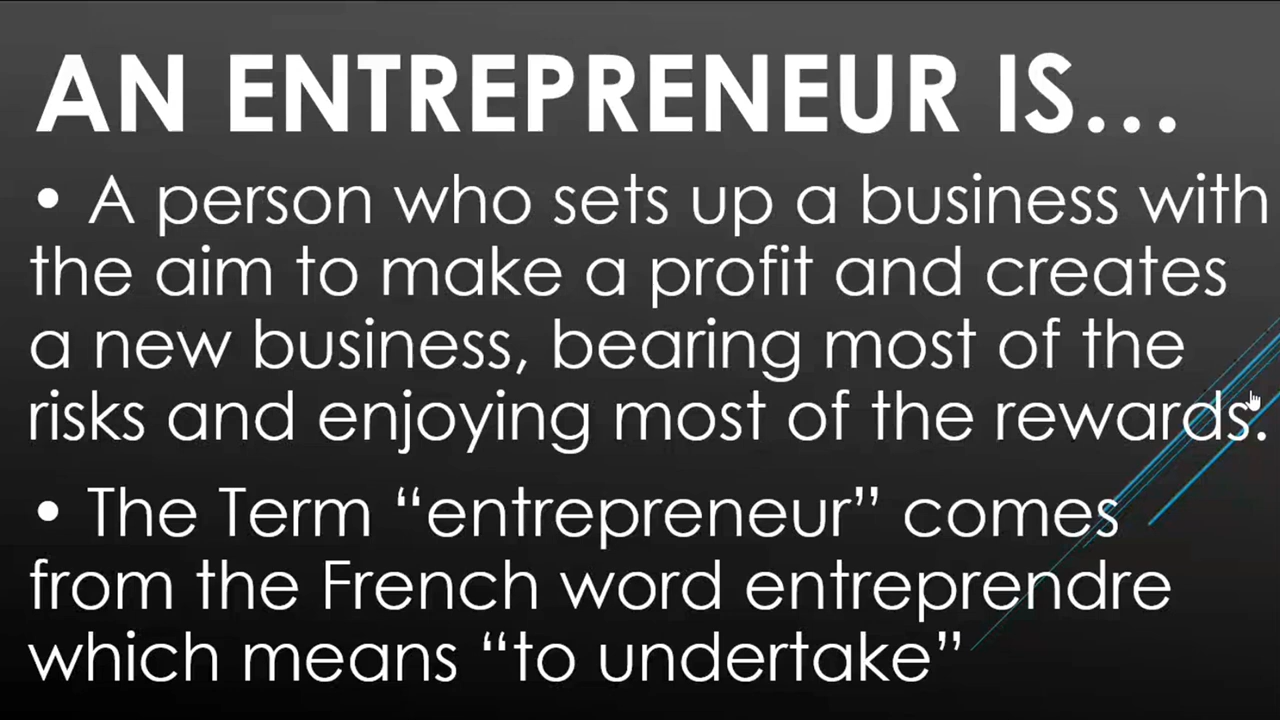 AN ENTREPRENEUR IS...
• A person who sets up a business with
the aim to make a profit and creates
a new business, bearing most of the
risks and enjoying most of the rewards.
• The Term “entrepreneur” comes
from the French word entreprendre
which means “to undertake”